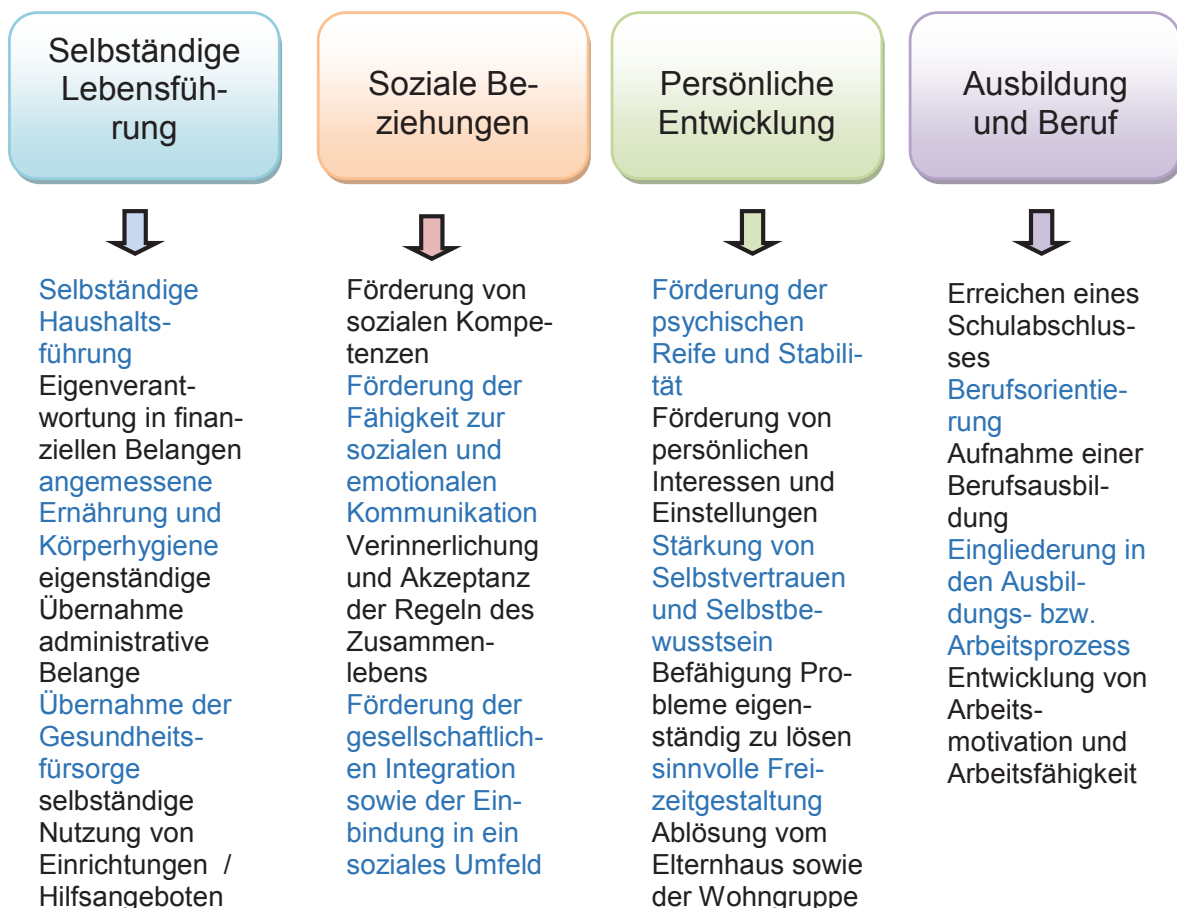 Selbständige
Lebensfüh-
rung
Soziale Be-
ziehungen
Persönliche
Entwicklung
Ausbildung
und Beruf
Selbständige
Haushalts-
führung
Eigenverant-
wortung in finan-
ziellen Belangen
angemessene
Ernährung und
Körperhygiene
eigenständige
Übernahme
administrative
Belange
Übernahme der
Gesundheits-
fürsorge
selbständige
Nutzung von
Einrichtungen /
Hilfsangeboten
Förderung von
sozialen Kompe-
tenzen
Förderung der
Fähigkeit zur
sozialen und
emotionalen
Kommunikation
Verinnerlichung
und Akzeptanz
der Regeln des
Zusammen-
lebens
Förderung der
gesellschaftlich-
en Integration
sowie der Ein-
bindung in ein
soziales Umfeld
Förderung der
psychischen
Reife und Stabili-
tät
Förderung von
persönlichen
Interessen und
Einstellungen
Stärkung von
Selbstvertrauen
und Selbstbe-
wusstsein
Befähigung Pro-
bleme eigen-
ständig zu lösen
sinnvolle Frei-
zeitgestaltung
Ablösung vom
Elternhaus sowie
der Wohngruppe
Erreichen eines
Schulabschlus-
ses
Berufsorientie-
rung
Aufnahme einer
Berufsausbil-
dung
Eingliederung in
den Ausbil-
dungs- bzw.
Arbeitsprozess
Entwicklung von
Arbeits-
motivation und
Arbeitsfähigkeit